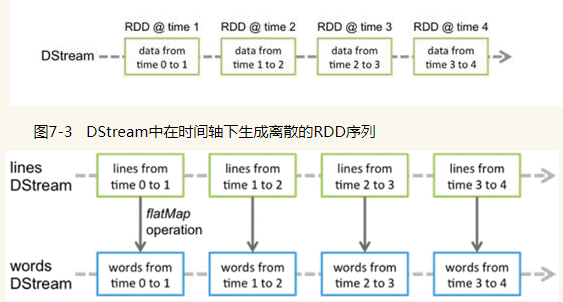 RDD @ time 1 RDD @ time 2 RDD @ time 3 RDD @ time 4
DStream
data from
time 0 to 1
data from
time 1 to 2
data from
time 2 to 3
data from
time 3 to 4
图7-3 DStream中在时间轴下生成离散的RDD序列
lines
DStream
lines from
time 0 to 1
lines from
time 1 to 2
lines from
time 2 to 3
lines from
time 3 to 4
flatMap
operation
words
DStream
words from
time 0 to 1
words from
time 1 to 2
words from
time 2 to 3
words from
time 3 to 4